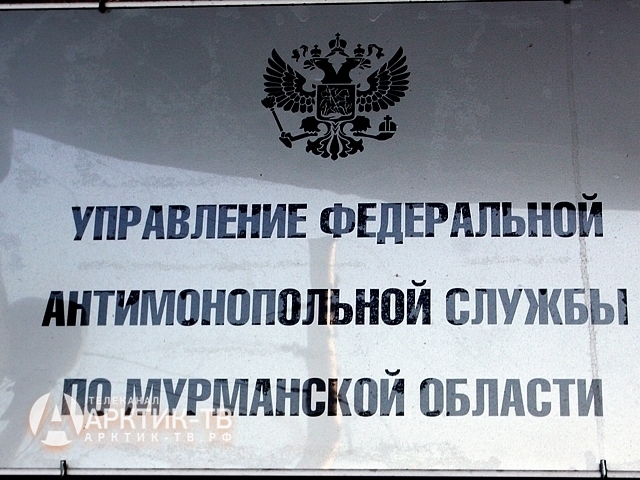 УПРАВЛЕНИЕ ФЕДЕРАЛЬНОЙ
АНТИМОНОПОЛЬНОЙ СЛУЖБЫ
ПО МУРМАНСКОЙ ОБЛАСТИ
ТЕЛЕКАНАЛ
АРКТИК-ТВ
АРКТИК-ТВ.РФ